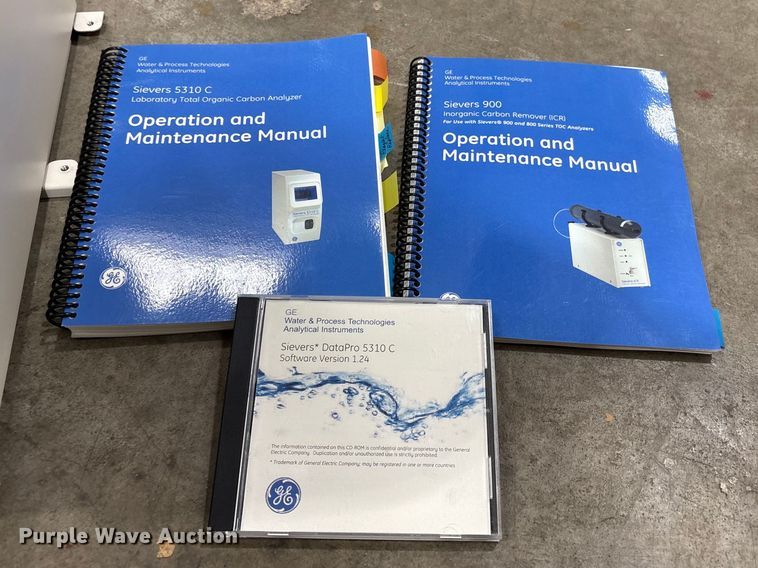 GE
Water & Process Technologies
Analytical Instruments
Sievers 5310 C
Laboratory Total Organic Carbon Analyzer
Operation and
Maintenance Manual
Sievers 5310 C
GE
GE
Water & Process Technologies
Analytical Instruments
Sievers 900
Inorganic Carbon Remover (ICR)
For Use with Sievers® 900 and 800 Series TOC Analyzers
Operation and
Maintenance Manual
GE
Water & Process Technologies
Analytical Instruments
Sievers* DataPro 5310 C
Software Version 1.24
The information contained on this CD-ROM is confidential and/or proprietary to the General
Electric Company. Duplication and/or unauthorized use is strictly prohibited.
* Trademark of General Electric Company; may be registered in one or more countries
GE
Purple Wave Auction